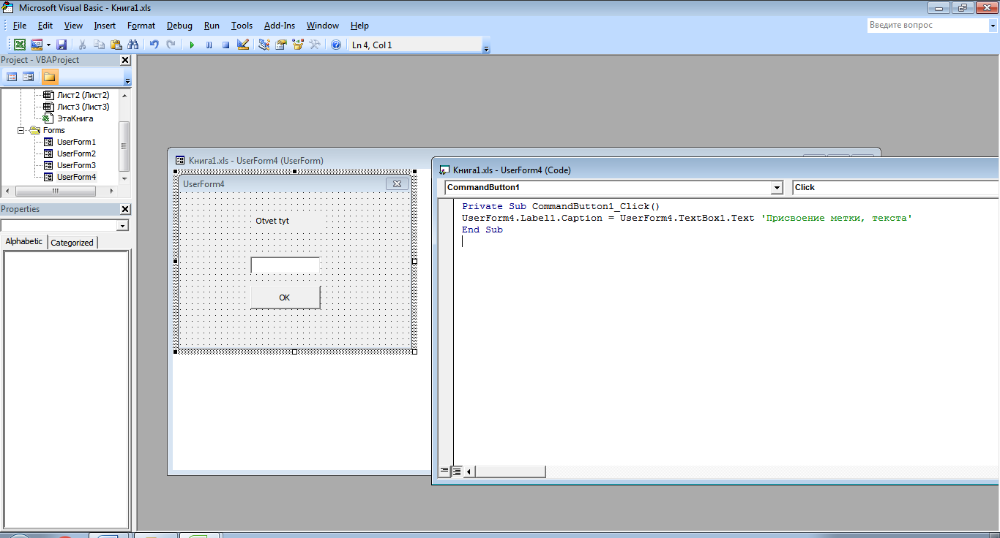 Microsoft Visual Basic - Книга1.xls
File Edit View Insert Format Debug Run Tools Add-Ins Window Help
Введите вопрос
Ln 4, Col 1
Project - VBAProject
Лист2 (Лист2)
Лист3 (Лист3)
ЭтаКнига
Forms
UserForm1
UserForm2
UserForm3
UserForm4
Properties
Alphabetic Categorized
Книга1.xls - UserForm4 (UserForm)
UserForm4
Otvet tyt
OK
Книга1.xls - UserForm4 (Code)
CommandButton1
Click
Private Sub CommandButton1_Click()
UserForm4.Label1.Caption = UserForm4.TextBox1.Text 'Присвоение метки, текста'
End Sub